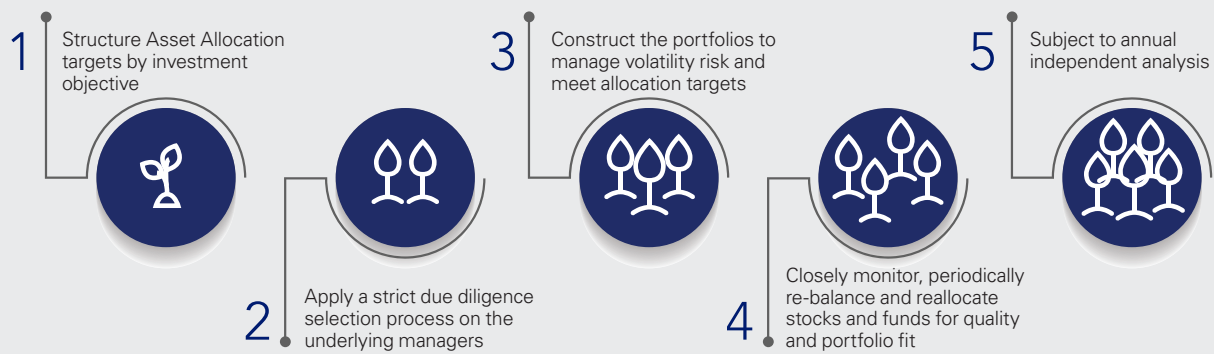 1
Structure Asset Allocation
targets by investment
objective
2
Apply a strict due diligence
selection process on the
underlying managers
3
Construct the portfolios to
manage volatility risk and
meet allocation targets
4
Closely monitor, periodically
re-balance and reallocate
stocks and funds for quality
and portfolio fit
5
Subject to annual
independent analysis